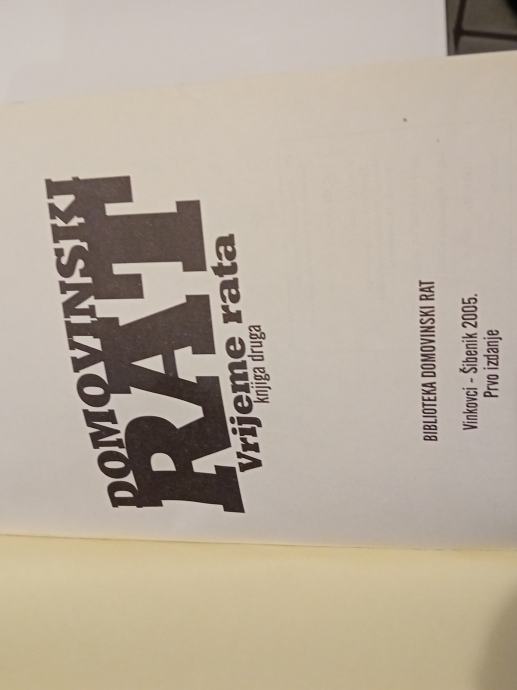 DOMOVINSKI
RAT
Vrijeme rata
knjiga druga
BIBLIOTEKA DOMOVINSKI RAT
Vinkovci - Šibenik 2005.
Prvo izdanje